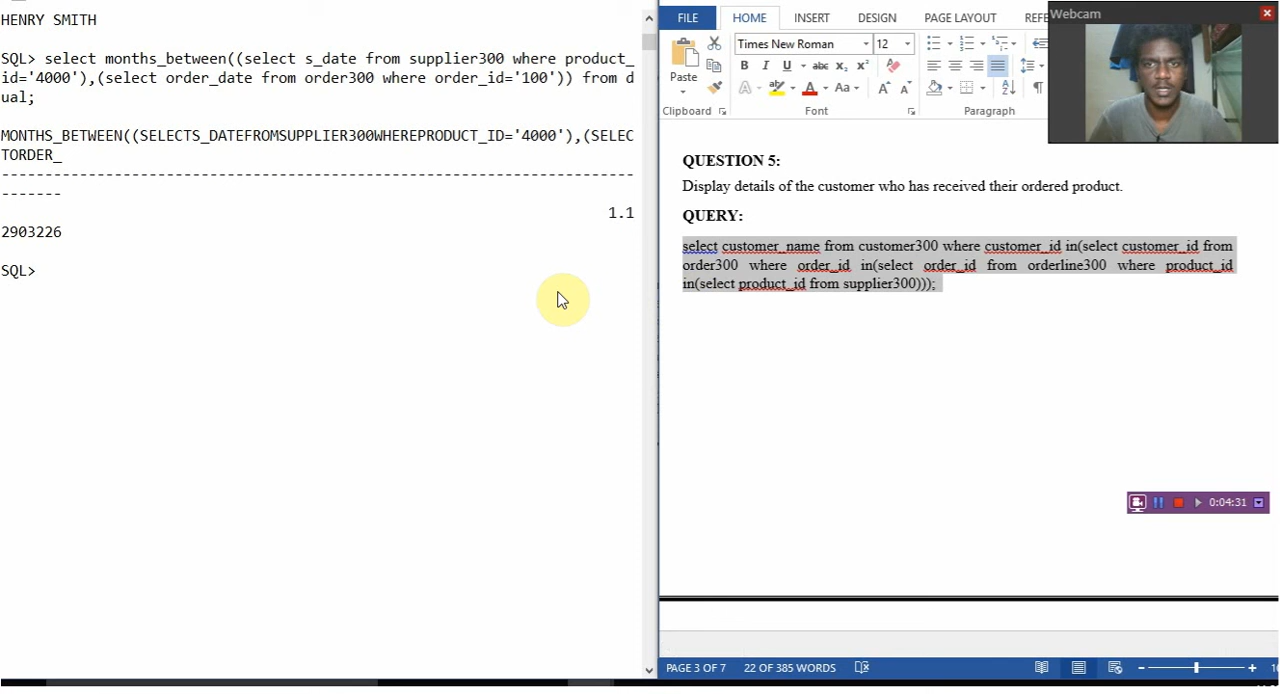 HENRY SMITH
SQL> select months_between((select s_date from supplier300 where product_
id='4000'),(select order_date from order300 where order_id='100')) from d
ual;
MONTHS_BETWEEN((SELECTS_DATEFROMSUPPLIER300WHEREPRODUCT_ID='4000'),(SELEC
TORDER_
-------------------------------------------------------------------------
-------
1.1
2903226
SQL>
FILE HOME INSERT DESIGN PAGE LAYOUT REFE
Webcam
Times New Roman 12
Paste
B I U abc X₂ X²
A A Aa A A
Clipboard Font Paragraph
QUESTION 5:
Display details of the customer who has received their ordered product.
QUERY:
select customer_name from customer300 where customer_id in(select customer_id from
order300 where order_id in(select order_id from orderline300 where product_id
in(select product_id from supplier300)));
0:04:31
PAGE 3 OF 7 22 OF 385 WORDS